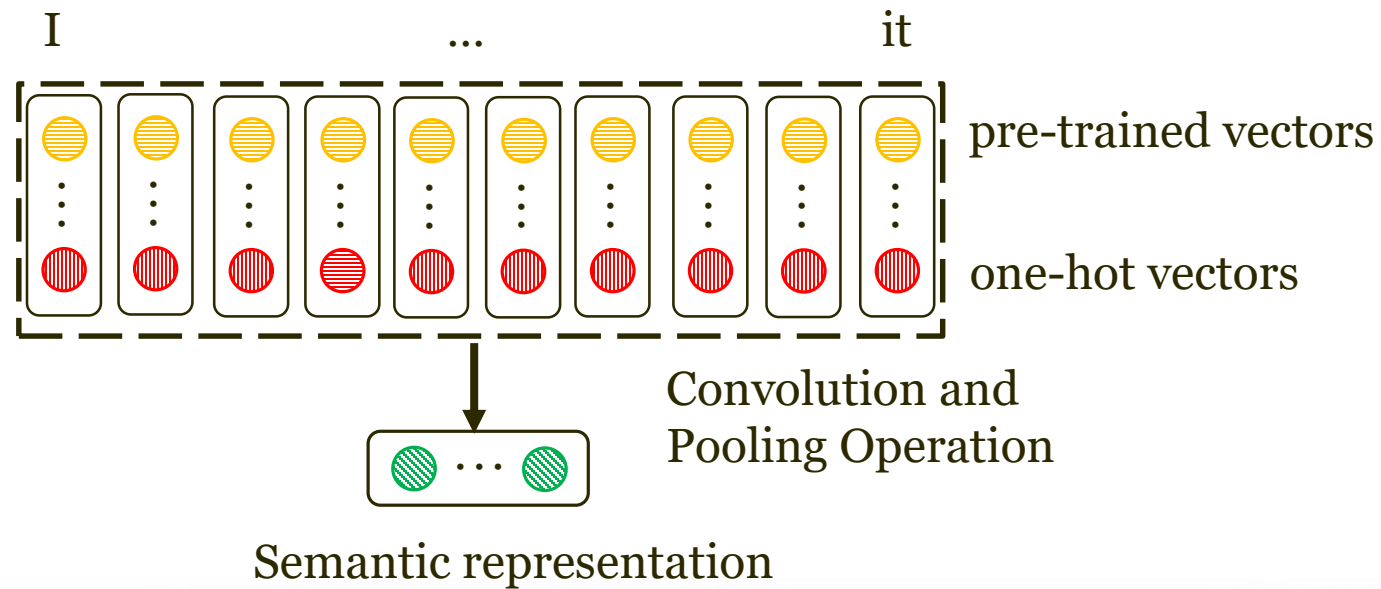 I ... it
pre-trained vectors
one-hot vectors
Convolution and
Pooling Operation
Semantic representation